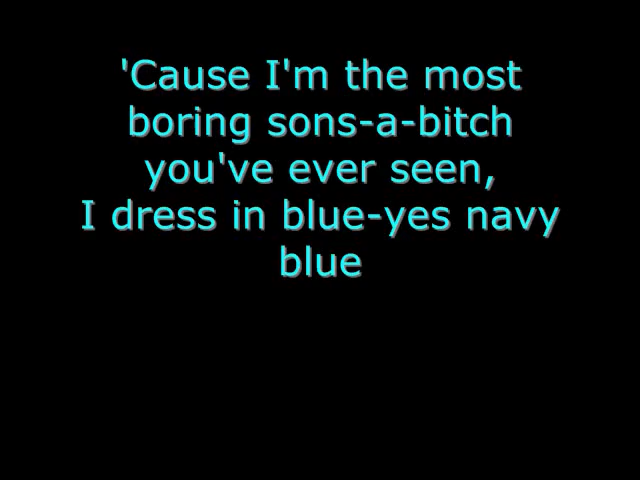 'Cause I'm the most
boring sons-a-bitch
you've ever seen,
I dress in blue-yes navy
blue